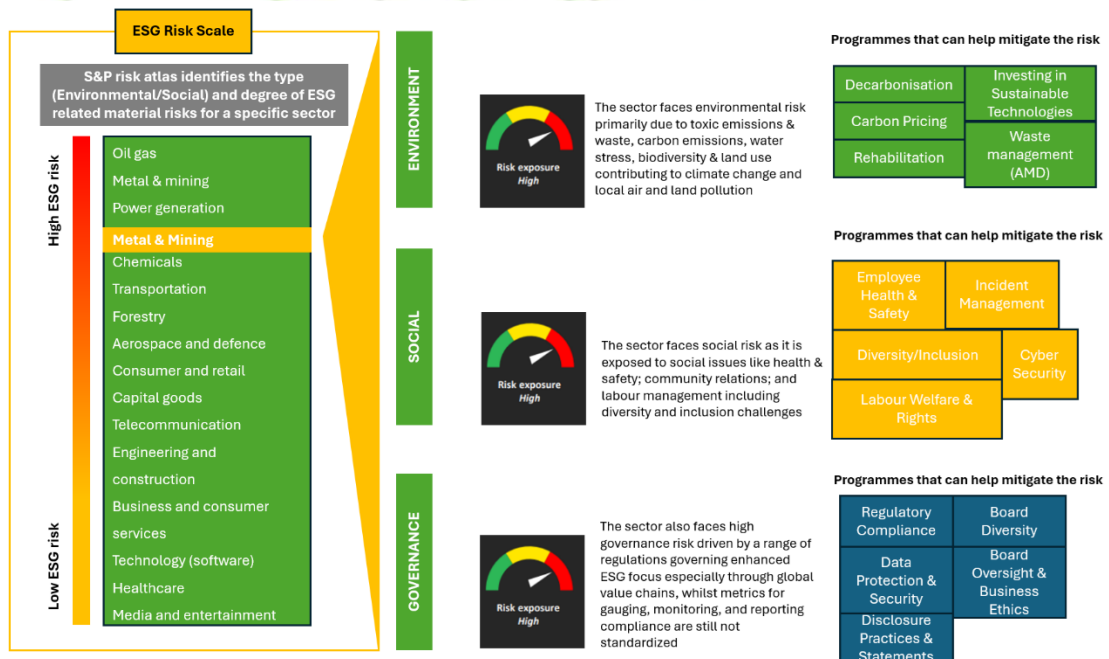 ESG Risk Scale
S&P risk atlas identifies the type
(Environmental/Social) and degree of ESG
related material risks for a specific sector
High ESG risk
Low ESG risk
Oil gas
Metal & mining
Power generation
Metal & Mining
Chemicals
Transportation
Forestry
Aerospace and defence
Consumer and retail
Capital goods
Telecommunication
Engineering and
construction
Business and consumer
services
Technology (software)
Healthcare
Media and entertainment
ENVIRONMENT
Risk exposure
High
The sector faces environmental risk
primarily due to toxic emissions &
waste, carbon emissions, water
stress, biodiversity & land use
contributing to climate change and
local air and land pollution
Programmes that can help mitigate the risk
Decarbonisation
Carbon Pricing
Rehabilitation
Investing in
Sustainable
Technologies
Waste
management
(AMD)
SOCIAL
Risk exposure
High
The sector faces social risk as it is
exposed to social issues like health &
safety; community relations; and
labour management including
diversity and inclusion challenges
Programmes that can help mitigate the risk
Employee
Health &
Safety
Incident
Management
Diversity/Inclusion
Cyber
Security
Labour Welfare &
Rights
GOVERNANCE
Risk exposure
High
The sector also faces high
governance risk driven by a range of
regulations governing enhanced
ESG focus especially through global
value chains, whilst metrics for
gauging, monitoring, and reporting
compliance are still not
standardized
Programmes that can help mitigate the risk
Regulatory
Compliance
Board
Diversity
Data
Protection &
Security
Board
Oversight &
Business
Ethics
Disclosure
Practices &
Statements